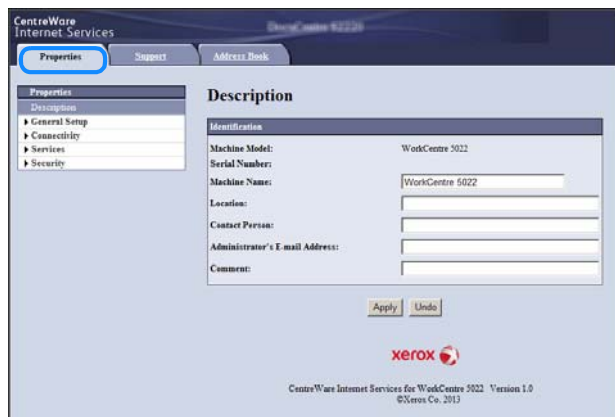 CentreWare
Internet Services
Properties Support Address Book
Properties
Description
General Setup
Connectivity
Services
Security
Description
Identification
Machine Model: WorkCentre 5022
Serial Number:
Machine Name: WorkCentre 5022
Location:
Contact Person:
Administrator's E-mail Address:
Comment:
Apply Undo
xerox
CentreWare Internet Services for WorkCentre 5022 Version 1.0
©Xerox Co. 2013